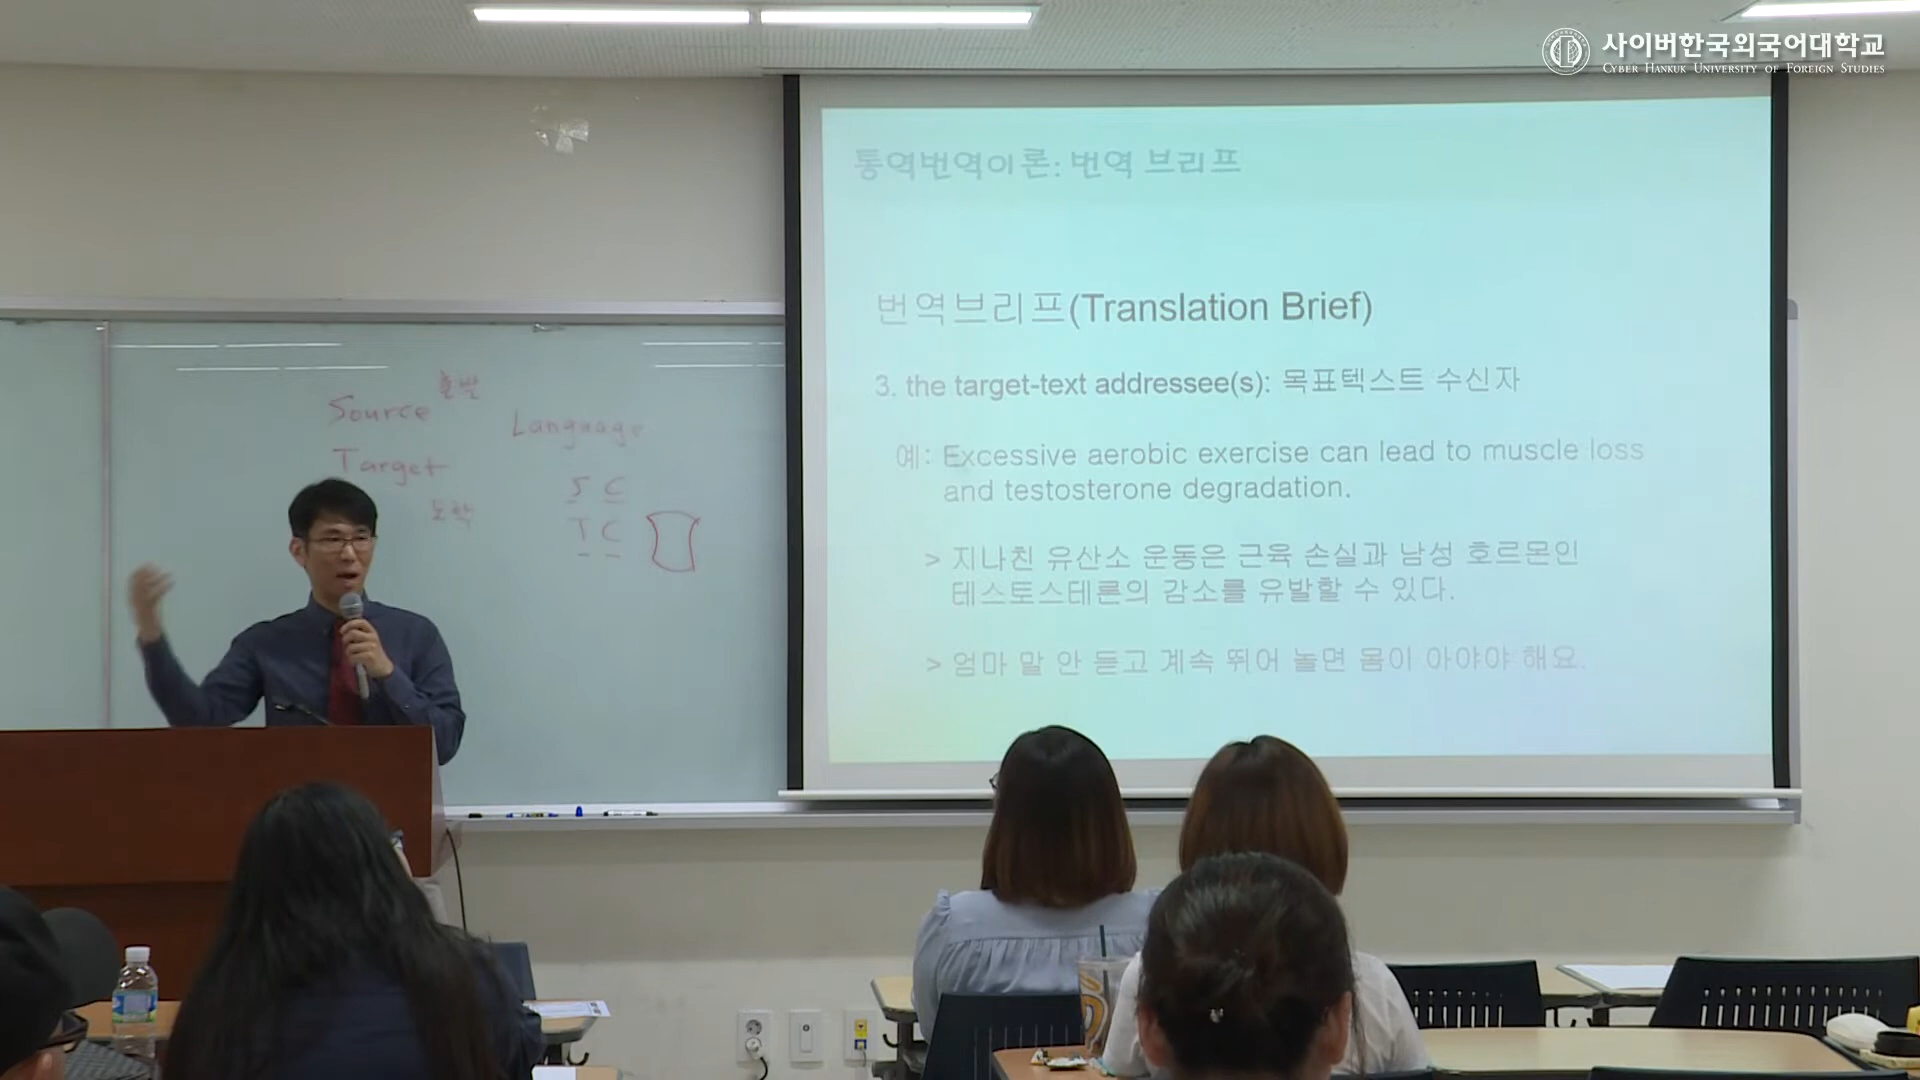 사이버한국외국어대학교
CYBER HANKUK UNIVERSITY OF FOREIGN STUDIES
통역번역이론: 번역 브리프
번역브리프(Translation Brief)
3. the target-text addressee(s): 목표텍스트 수신자
예: Excessive aerobic exercise can lead to muscle loss
and testosterone degradation.
> 지나친 유산소 운동은 근육 손실과 남성 호르몬인
테스토스테론의 감소를 유발할 수 있다.
> 엄마 말 안 듣고 계속 뛰어 놀면 몸이 아야야 해요.
출발
Source
Language
Target
S C
도착
T C